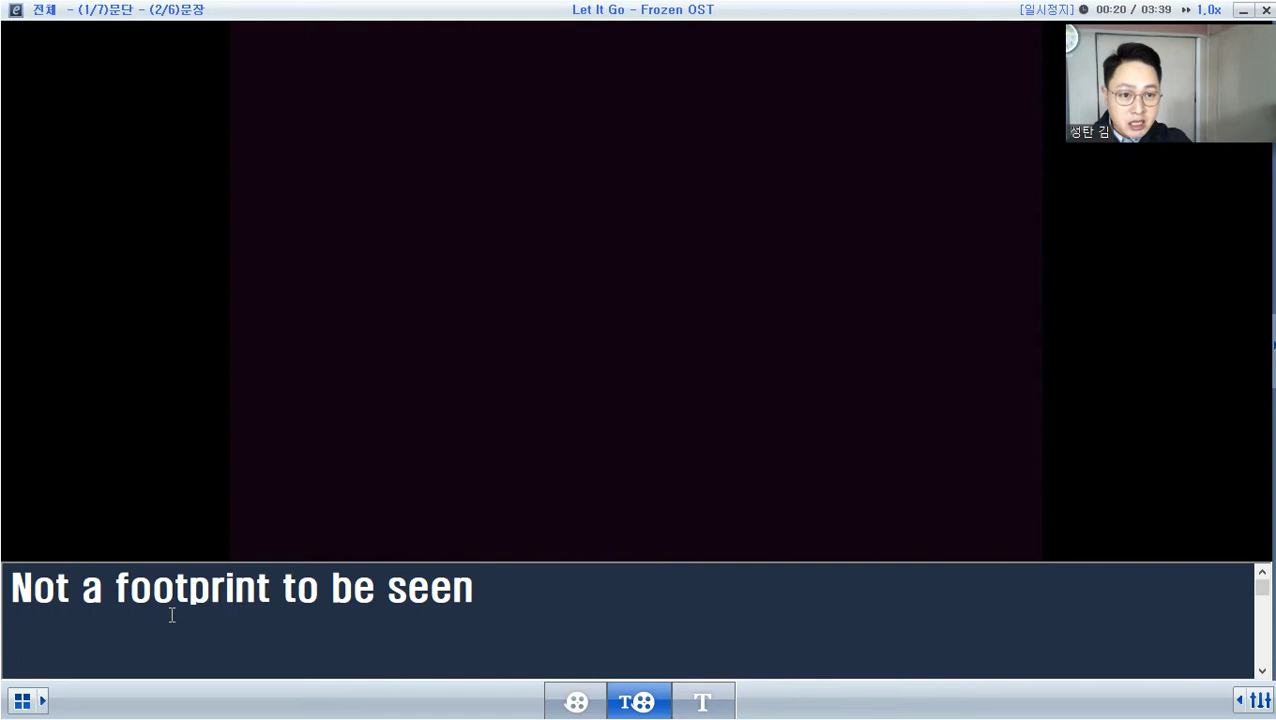 전체 - (1/7)문단 - (2/6)문장
Let It Go - Frozen OST
[일시정지] 00:20 / 03:39 1.0x
성탄 김
Not a footprint to be seen
T
T